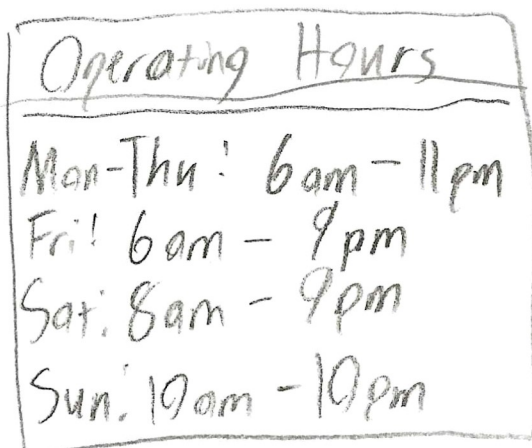 Operating Hours
Mon-Thu: 6am - 11pm
Fri: 6am - 9pm
Sat: 8am - 9pm
Sun: 10am - 10pm